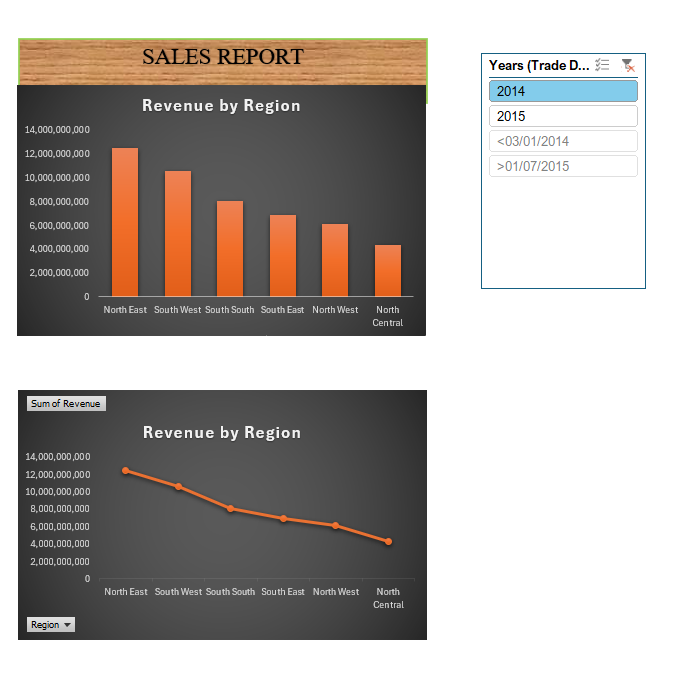 SALES REPORT
Revenue by Region
14,000,000,000
12,000,000,000
10,000,000,000
8,000,000,000
6,000,000,000
4,000,000,000
2,000,000,000
0
North East South West South South South East North West North
Central
Years (Trade D...
2014
2015
<03/01/2014
>01/07/2015
Sum of Revenue
Revenue by Region
14,000,000,000
12,000,000,000
10,000,000,000
8,000,000,000
6,000,000,000
4,000,000,000
2,000,000,000
0
North East South West South South South East North West North
Central
Region